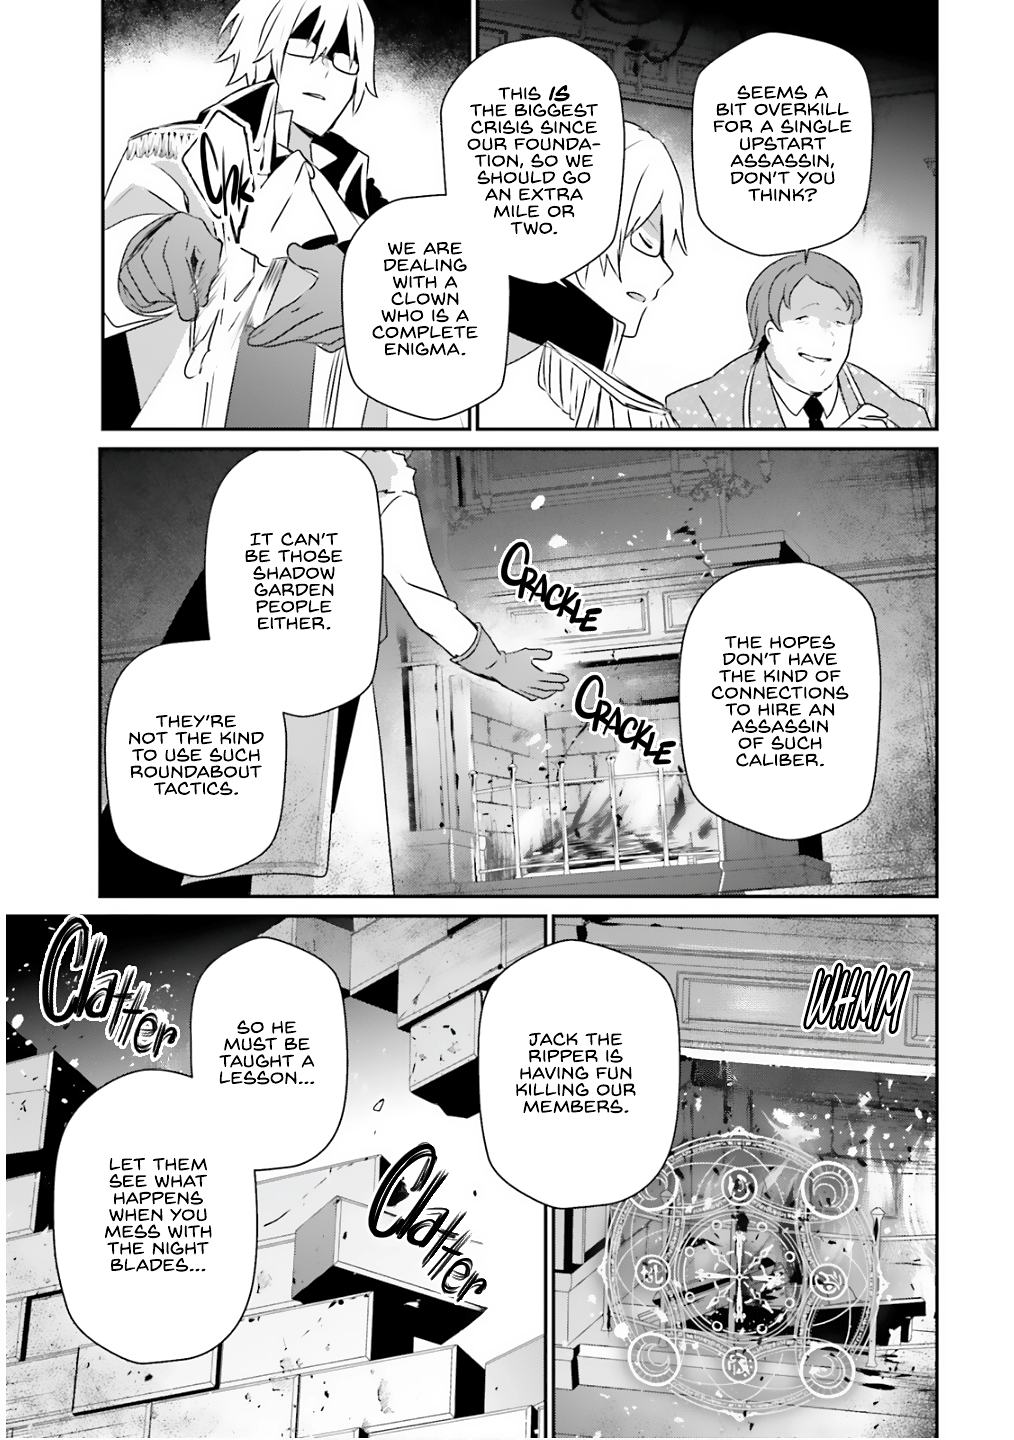 SEEMS A
BIT OVERKILL
FOR A SINGLE
UPSTART
ASSASSIN,
DON'T YOU
THINK?
THIS IS
THE BIGGEST
CRISIS SINCE
OUR FOUNDA-
TION, SO WE
SHOULD GO
AN EXTRA
MILE OR
TWO.
WE ARE
DEALING
WITH A
CLOWN
WHO IS A
COMPLETE
ENIGMA.
THE HOPES
DON'T HAVE
THE KIND OF
CONNECTIONS
TO HIRE AN
ASSASSIN
OF SUCH
CALIBER.
CRACKLE
CRACKLE
IT CAN'T
BE THOSE
SHADOW
GARDEN
PEOPLE
EITHER.
THEY'RE
NOT THE KIND
TO USE SUCH
ROUNDABOUT
TACTICS.
WHMM
JACK THE
RIPPER IS
HAVING FUN
KILLING OUR
MEMBERS.
SO HE
MUST BE
TAUGHT A
LESSON...
Clatter
Clatter
LET THEM
SEE WHAT
HAPPENS
WHEN YOU
MESS WITH
THE NIGHT
BLADES...